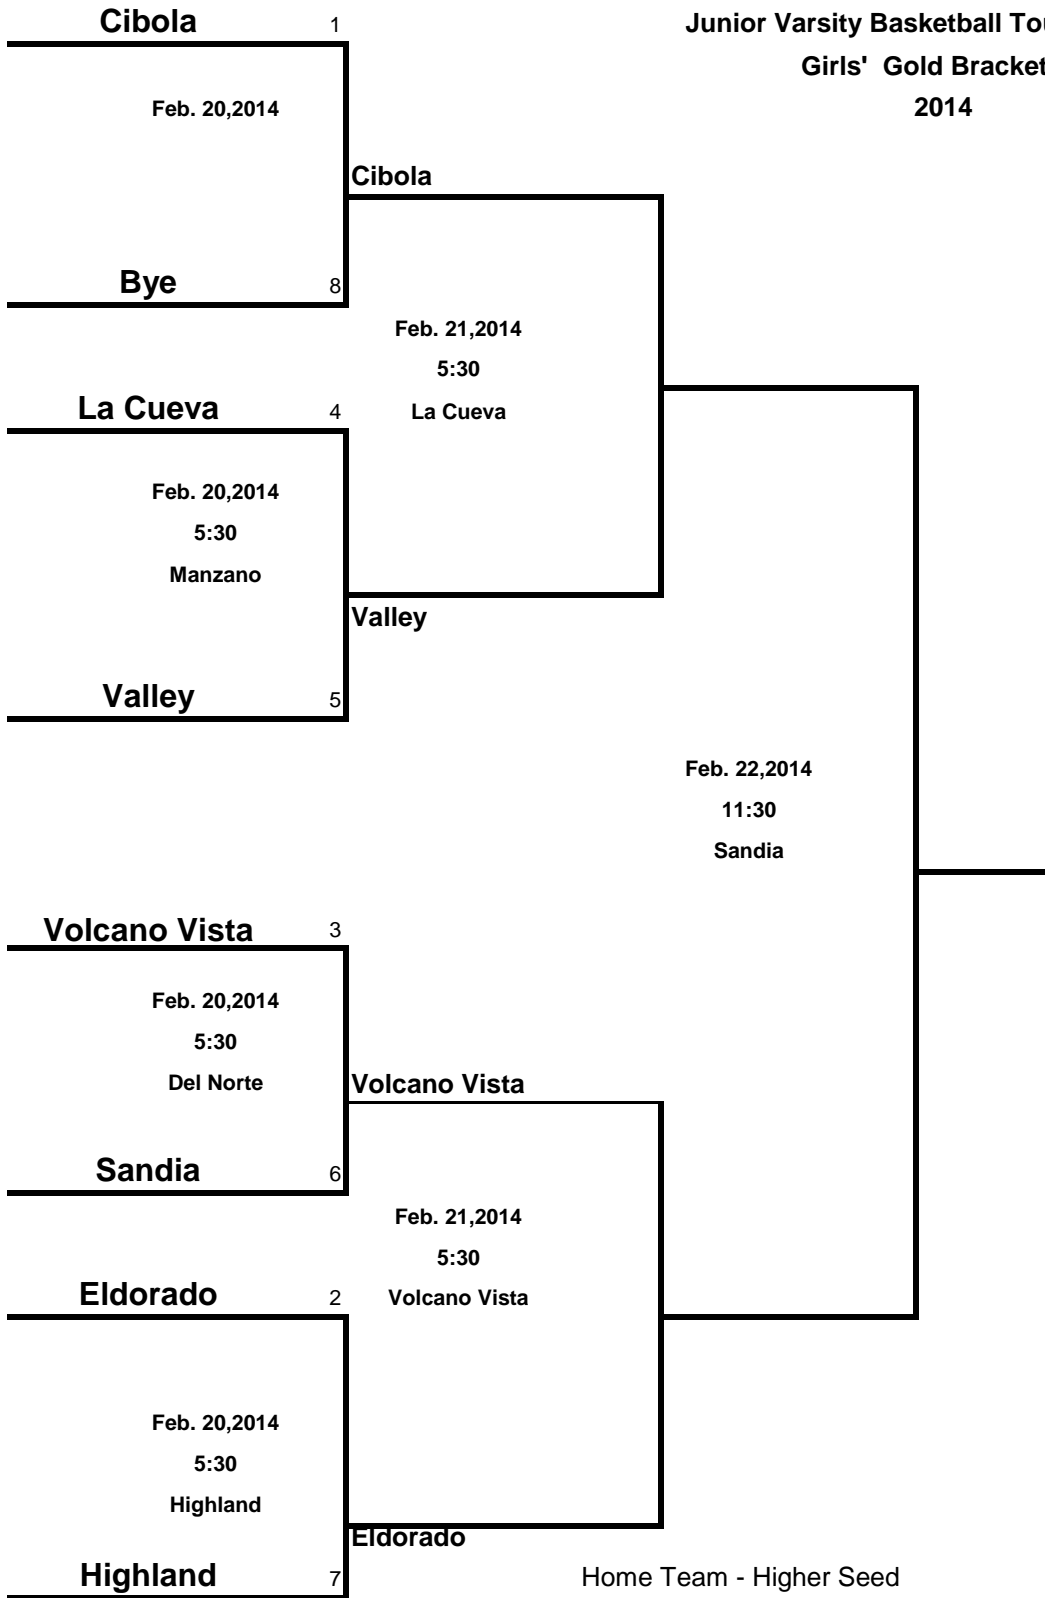 Cibola 1
Junior Varsity Basketball
Girls' Gold Bracket
2014
Feb. 20,2014
Cibola
Bye 8
Feb. 21,2014
5:30
La Cueva
La Cueva 4
Feb. 20,2014
5:30
Manzano
Valley
Valley 5
Feb. 22,2014
11:30
Sandia
Volcano Vista 3
Feb. 20,2014
5:30
Del Norte
Volcano Vista
Sandia 6
Feb. 21,2014
5:30
Volcano Vista
Eldorado 2
Feb. 20,2014
5:30
Highland
Eldorado
Highland 7
Home Team - Higher Seed